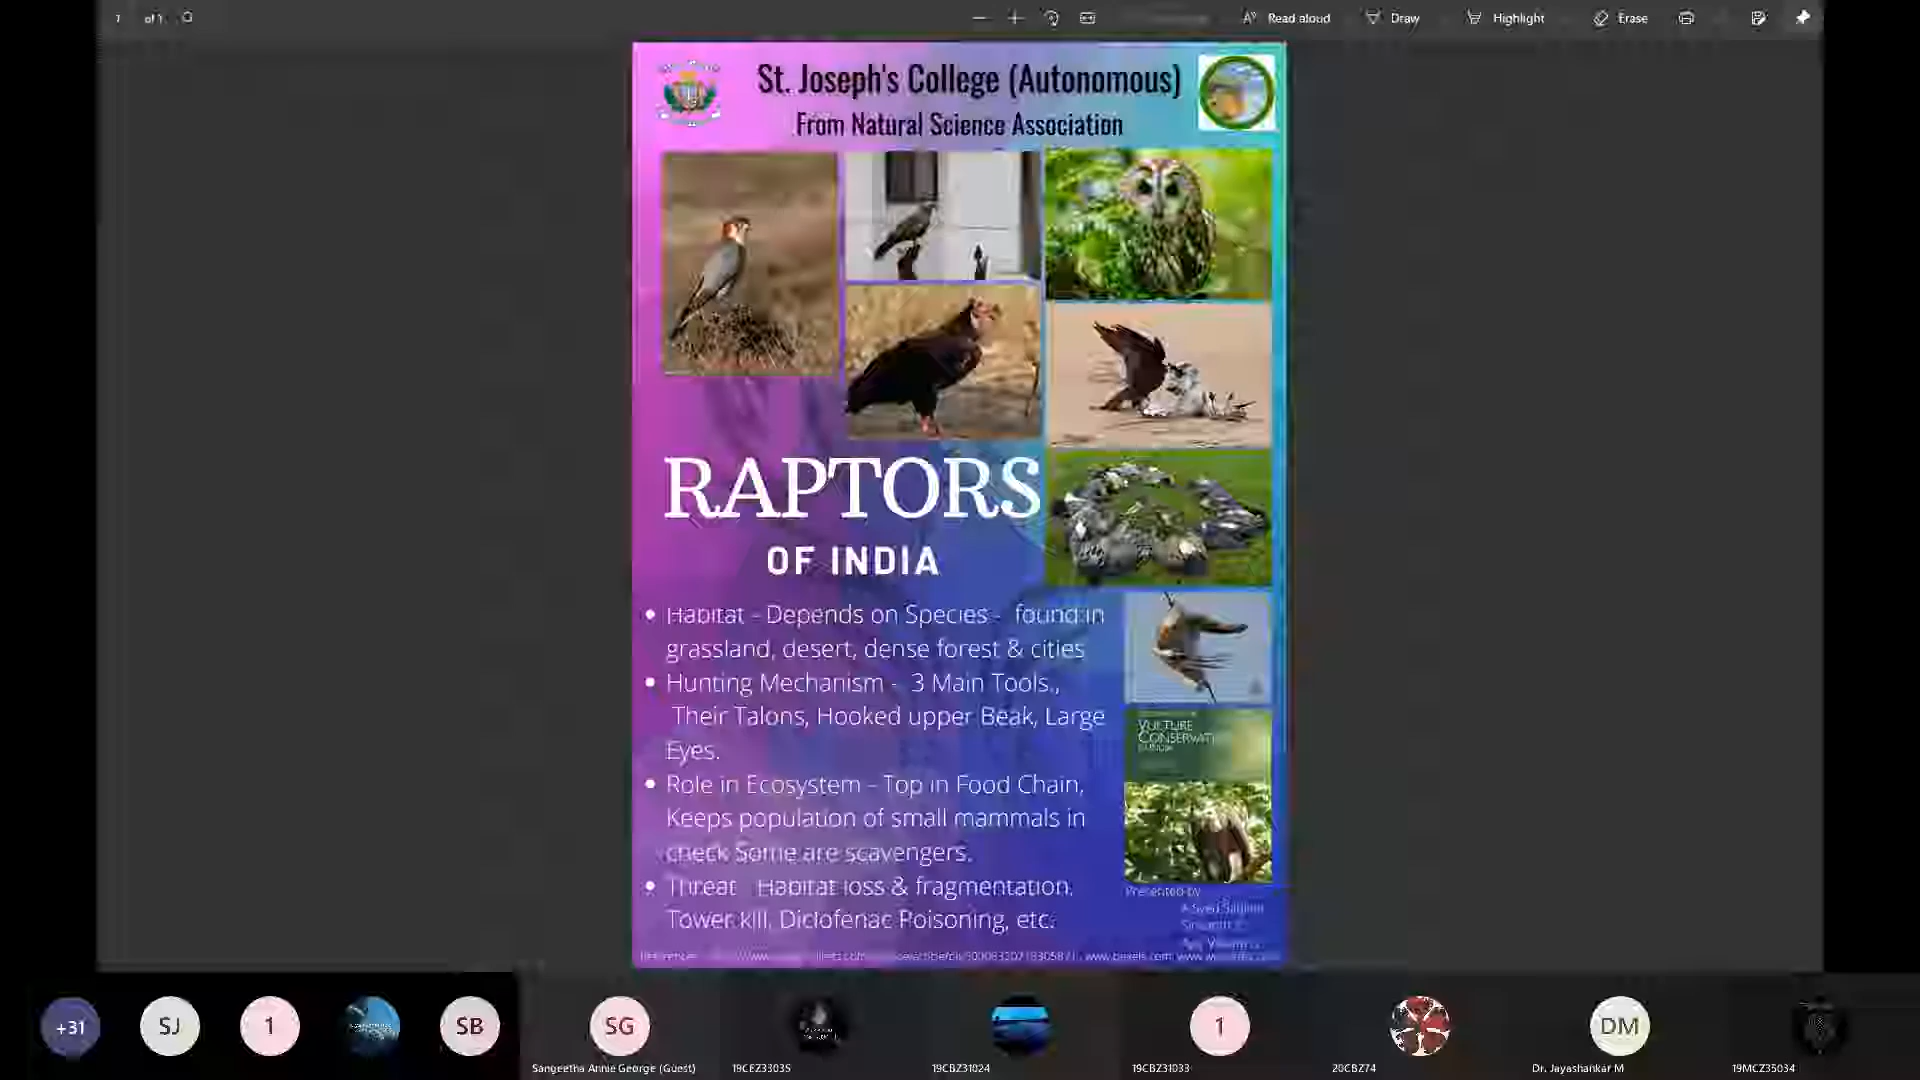 of 1
Read aloud
Draw
Highlight
Erase
St. Joseph's College (Autonomous)
From Natural Science Association
RAPTORS
OF INDIA
• Habitat - Depends on Species - found in
grassland, desert, dense forest & cities
• Hunting Mechanism - 3 Main Tools.,
Their Talons, Hooked upper Beak, Large
Eyes.
• Role in Ecosystem - Top in Food Chain,
Keeps population of small mammals in
check Some are scavengers.
• Threat - Habitat loss & fragmentation,
Tower kill, Diclofenac Poisoning, etc.
VULTURE
CONSERVATI
Presented by
+31
SJ
1
SB
SG
1
DM
Sangeetha Annie George (Guest)
19CEZ33035
19CBZ31024
19CBZ31033
20CBZ74
Dr. Jayashankar M
19MCZ35034